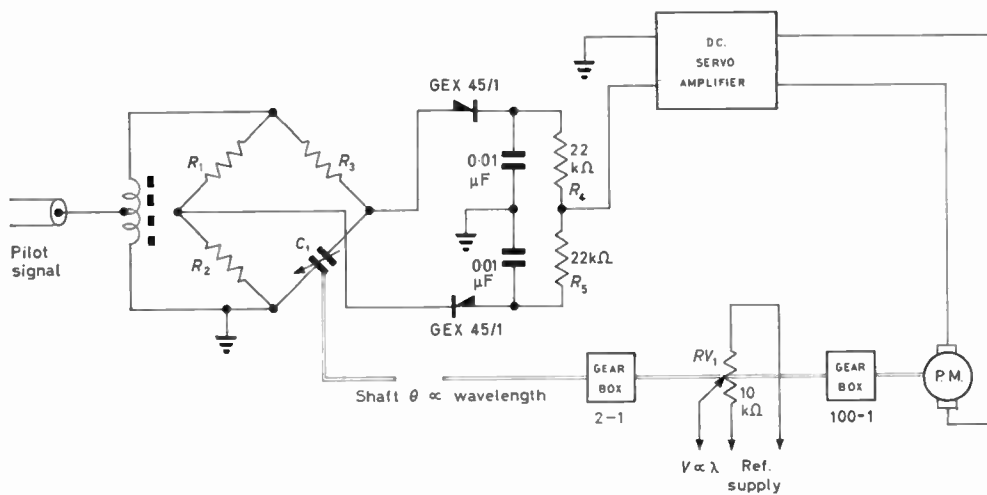 D.C.
SERVO
AMPLIFIER
GEX 45/1
R1
R3
0·01
μF
22
kΩ
R4
Pilot
signal
R2
C1
0·01
μF
22kΩ
R5
GEX 45/1
RV1
10
kΩ
GEAR
BOX
2-1
GEAR
BOX
100-1
P.M.
Shaft θ ∝ wavelength
V ∝ λ
Ref.
supply